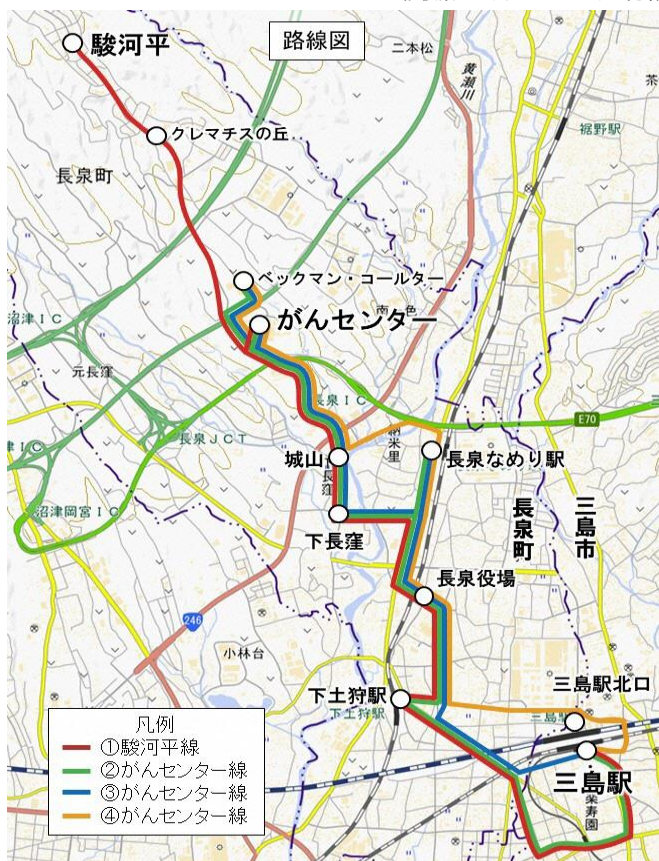 駿河平
路線図
二本松
黄瀬川
茶
クレマチスの丘
裾野駅
長泉町
ベックマン・コールター
南一色
がんセンター
沼津IC
元長窪
長泉IC
E70
長泉JCT
納米里
城山
長泉なめり駅
沼津岡宮IC
下長窪
長泉町
三島市
長泉役場
246
小林台
下土狩駅
下土狩駅
三島駅北口
三島駅
栄寿園
凡例
①駿河平線
②がんセンター線
③がんセンター線
④がんセンター線